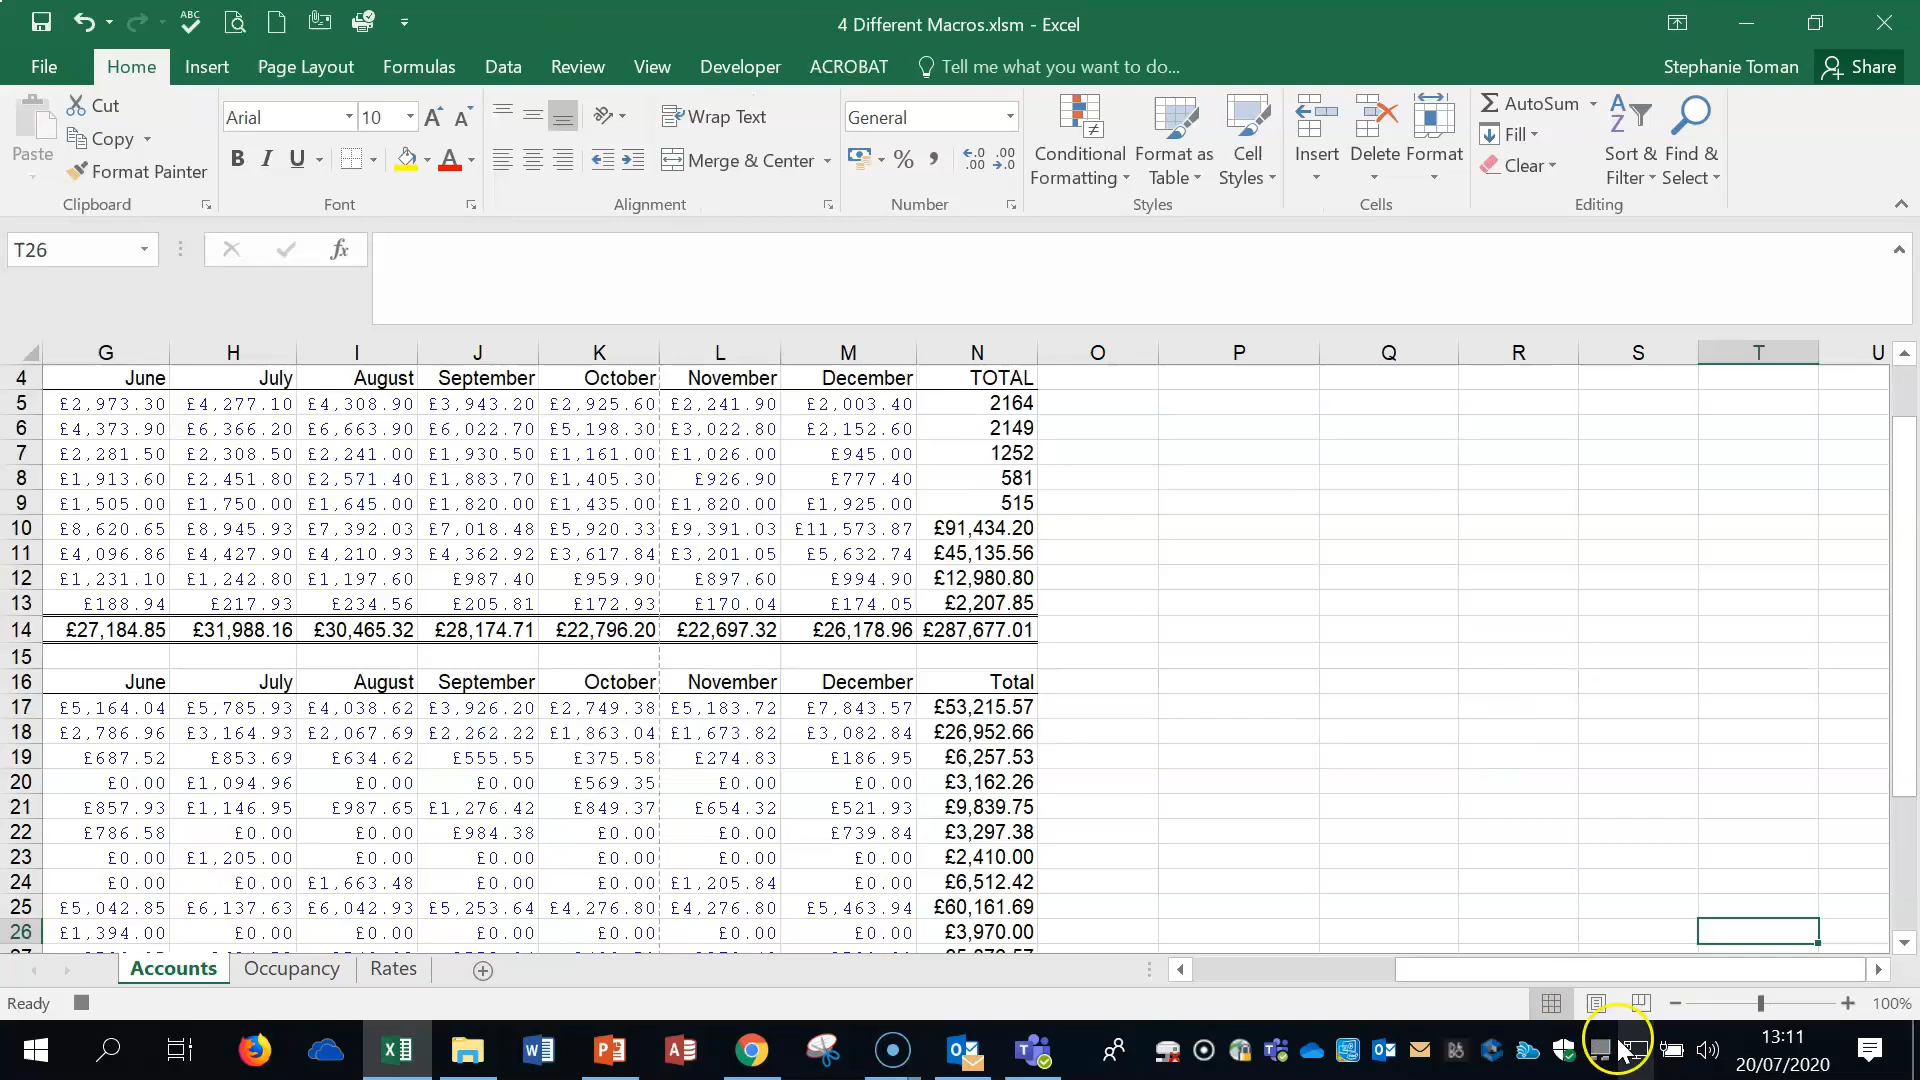 4 Different Macros.xlsm - Excel
File Home Insert Page Layout Formulas Data Review View Developer ACROBAT Tell me what you want to do... Stephanie Toman Share
Paste Cut Copy Format Painter Clipboard
Arial 10 B I U A Font
Wrap Text Merge & Center Alignment
General % Number
Conditional Formatting Format as Table Cell Styles Styles
Insert Delete Format Cells
AutoSum Fill Clear Sort & Filter Find & Select Editing
T26 fx
G H I J K L M N O P Q R S T U
4 June July August September October November December TOTAL
5 £2,973.30 £4,277.10 £4,308.90 £3,943.20 £2,925.60 £2,241.90 £2,003.40 2164
6 £4,373.90 £6,366.20 £6,663.90 £6,022.70 £5,198.30 £3,022.80 £2,152.60 2149
7 £2,281.50 £2,308.50 £2,241.00 £1,930.50 £1,161.00 £1,026.00 £945.00 1252
8 £1,913.60 £2,451.80 £2,571.40 £1,883.70 £1,405.30 £926.90 £777.40 581
9 £1,505.00 £1,750.00 £1,645.00 £1,820.00 £1,435.00 £1,820.00 £1,925.00 515
10 £8,620.65 £8,945.93 £7,392.03 £7,018.48 £5,920.33 £9,391.03 £11,573.87 £91,434.20
11 £4,096.86 £4,427.90 £4,210.93 £4,362.92 £3,617.84 £3,201.05 £5,632.74 £45,135.56
12 £1,231.10 £1,242.80 £1,197.60 £987.40 £959.90 £897.60 £994.90 £12,980.80
13 £188.94 £217.93 £234.56 £205.81 £172.93 £170.04 £174.05 £2,207.85
14 £27,184.85 £31,988.16 £30,465.32 £28,174.71 £22,796.20 £22,697.32 £26,178.96 £287,677.01
15
16 June July August September October November December Total
17 £5,164.04 £5,785.93 £4,038.62 £3,926.20 £2,749.38 £5,183.72 £7,843.57 £53,215.57
18 £2,786.96 £3,164.93 £2,067.69 £2,262.22 £1,863.04 £1,673.82 £3,082.84 £26,952.66
19 £687.52 £853.69 £634.62 £555.55 £375.58 £274.83 £186.95 £6,257.53
20 £0.00 £1,094.96 £0.00 £0.00 £569.35 £0.00 £0.00 £3,162.26
21 £857.93 £1,146.95 £987.65 £1,276.42 £849.37 £654.32 £521.93 £9,839.75
22 £786.58 £0.00 £0.00 £984.38 £0.00 £0.00 £739.84 £3,297.38
23 £0.00 £1,205.00 £0.00 £0.00 £0.00 £0.00 £0.00 £2,410.00
24 £0.00 £0.00 £1,663.48 £0.00 £0.00 £1,205.84 £0.00 £6,512.42
25 £5,042.85 £6,137.63 £6,042.93 £5,253.64 £4,276.80 £4,276.80 £5,463.94 £60,161.69
26 £1,394.00 £0.00 £0.00 £0.00 £0.00 £0.00 £0.00 £3,970.00
Accounts Occupancy Rates
Ready 100%
13:11
20/07/2020